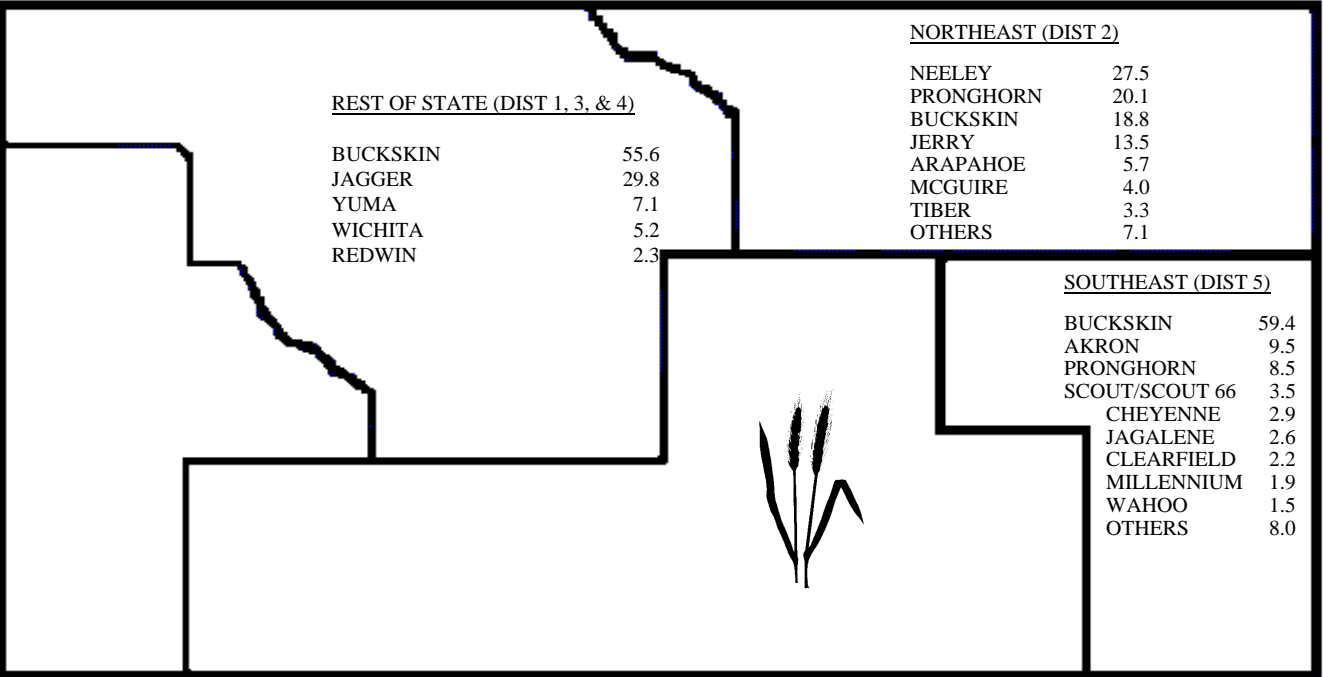 REST OF STATE (DIST 1, 3, & 4)
BUCKSKIN 55.6
JAGGER 29.8
YUMA 7.1
WICHITA 5.2
REDWIN 2.3
NORTHEAST (DIST 2)
NEELEY 27.5
PRONGHORN 20.1
BUCKSKIN 18.8
JERRY 13.5
ARAPAHOE 5.7
MCGUIRE 4.0
TIBER 3.3
OTHERS 7.1
SOUTHEAST (DIST 5)
BUCKSKIN 59.4
AKRON 9.5
PRONGHORN 8.5
SCOUT/SCOUT 66 3.5
CHEYENNE 2.9
JAGALENE 2.6
CLEARFIELD 2.2
MILLENNIUM 1.9
WAHOO 1.5
OTHERS 8.0